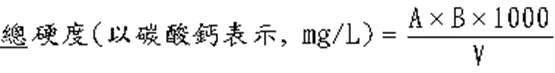 總硬度(以碳酸鈣表示, mg/L) = A×B×1000 / V